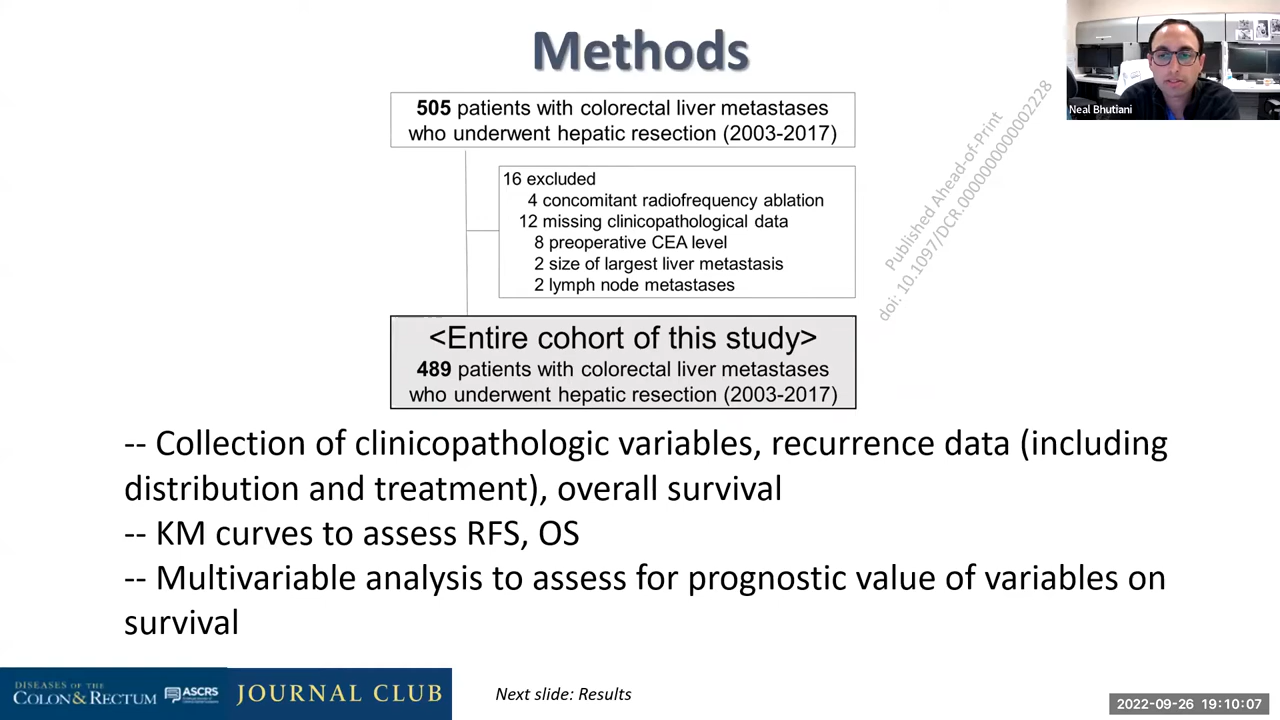 Methods
505 patients with colorectal liver metastases
who underwent hepatic resection (2003-2017)
16 excluded
4 concomitant radiofrequency ablation
12 missing clinicopathological data
8 preoperative CEA level
2 size of largest liver metastasis
2 lymph node metastases
<Entire cohort of this study>
489 patients with colorectal liver metastases
who underwent hepatic resection (2003-2017)
Published Ahead-of-Print
doi: 10.1097/DCR.0000000000002228
Neal Bhutiani
-- Collection of clinicopathologic variables, recurrence data (including
distribution and treatment), overall survival
-- KM curves to assess RFS, OS
-- Multivariable analysis to assess for prognostic value of variables on
survival
DISEASES OF THE
COLON & RECTUM
ASCRS
JOURNAL CLUB
Next slide: Results
2022-09-26 19:10:07